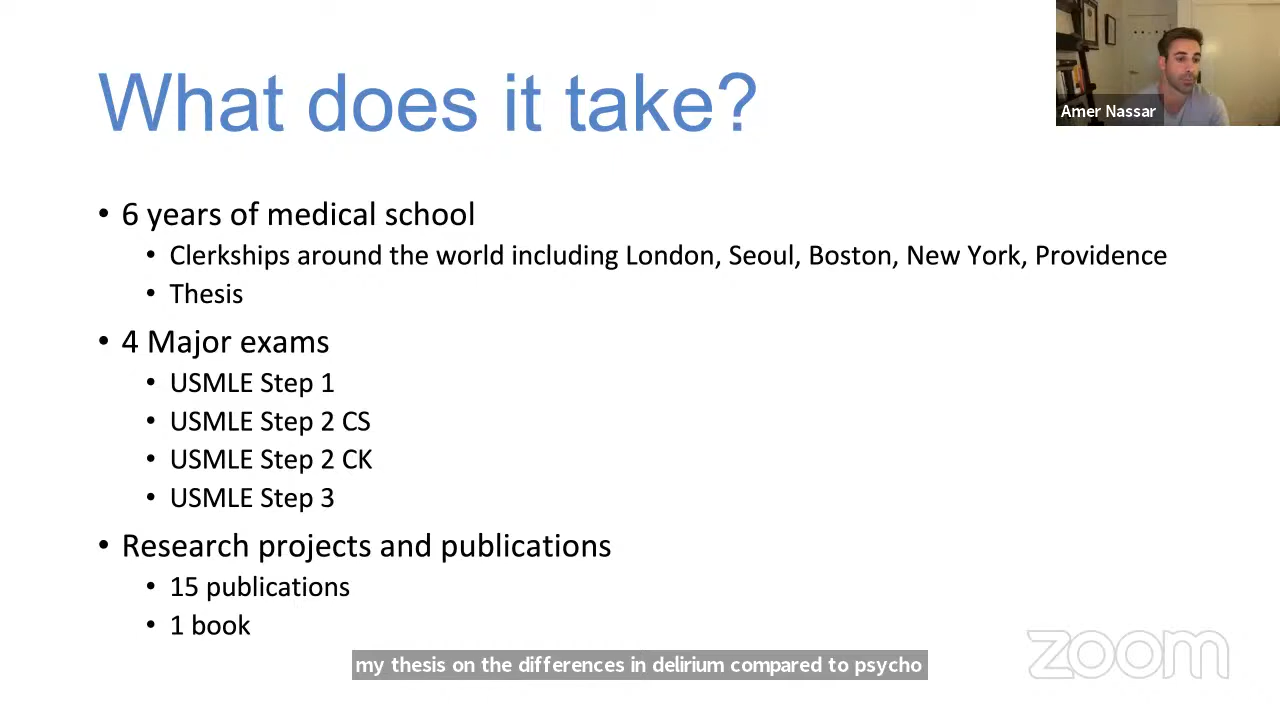 What does it take?
Amer Nassar
• 6 years of medical school
• Clerkships around the world including London, Seoul, Boston, New York, Providence
• Thesis
• 4 Major exams
• USMLE Step 1
• USMLE Step 2 CS
• USMLE Step 2 CK
• USMLE Step 3
• Research projects and publications
• 15 publications
• 1 book
my thesis on the differences in delirium compared to psycho
zoom